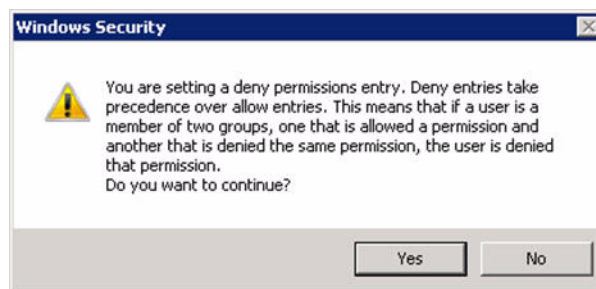 Windows Security
You are setting a deny permissions entry. Deny entries take
precedence over allow entries. This means that if a user is a
member of two groups, one that is allowed a permission and
another that is denied the same permission, the user is denied
that permission.
Do you want to continue?
Yes
No